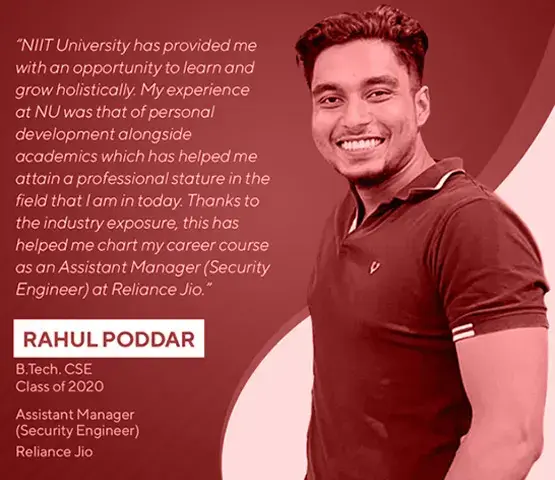 “NIIT University has provided me
with an opportunity to learn and
grow holistically. My experience
at NU was that of personal
development alongside
academics which has helped me
attain a professional stature in the
field that I am in today. Thanks to
the industry exposure, this has
helped me chart my career course
as an Assistant Manager (Security
Engineer) at Reliance Jio.”
RAHUL PODDAR
B.Tech. CSE
Class of 2020
Assistant Manager
(Security Engineer)
Reliance Jio